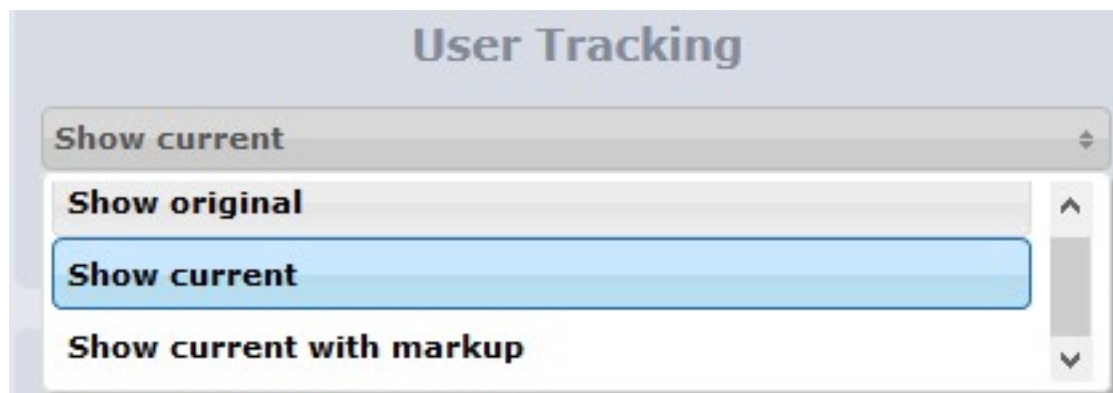 User Tracking
Show current
Show original
Show current
Show current with markup